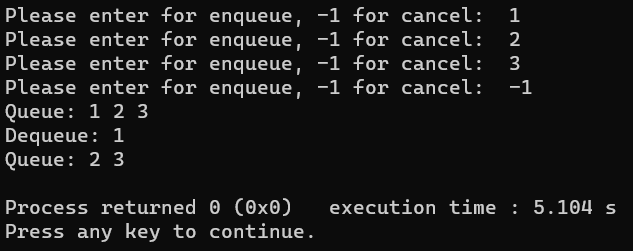 Please enter for enqueue, -1 for cancel:  1
Please enter for enqueue, -1 for cancel:  2
Please enter for enqueue, -1 for cancel:  3
Please enter for enqueue, -1 for cancel:  -1
Queue: 1 2 3
Dequeue: 1
Queue: 2 3
Process returned 0 (0x0)   execution time : 5.104 s
Press any key to continue.